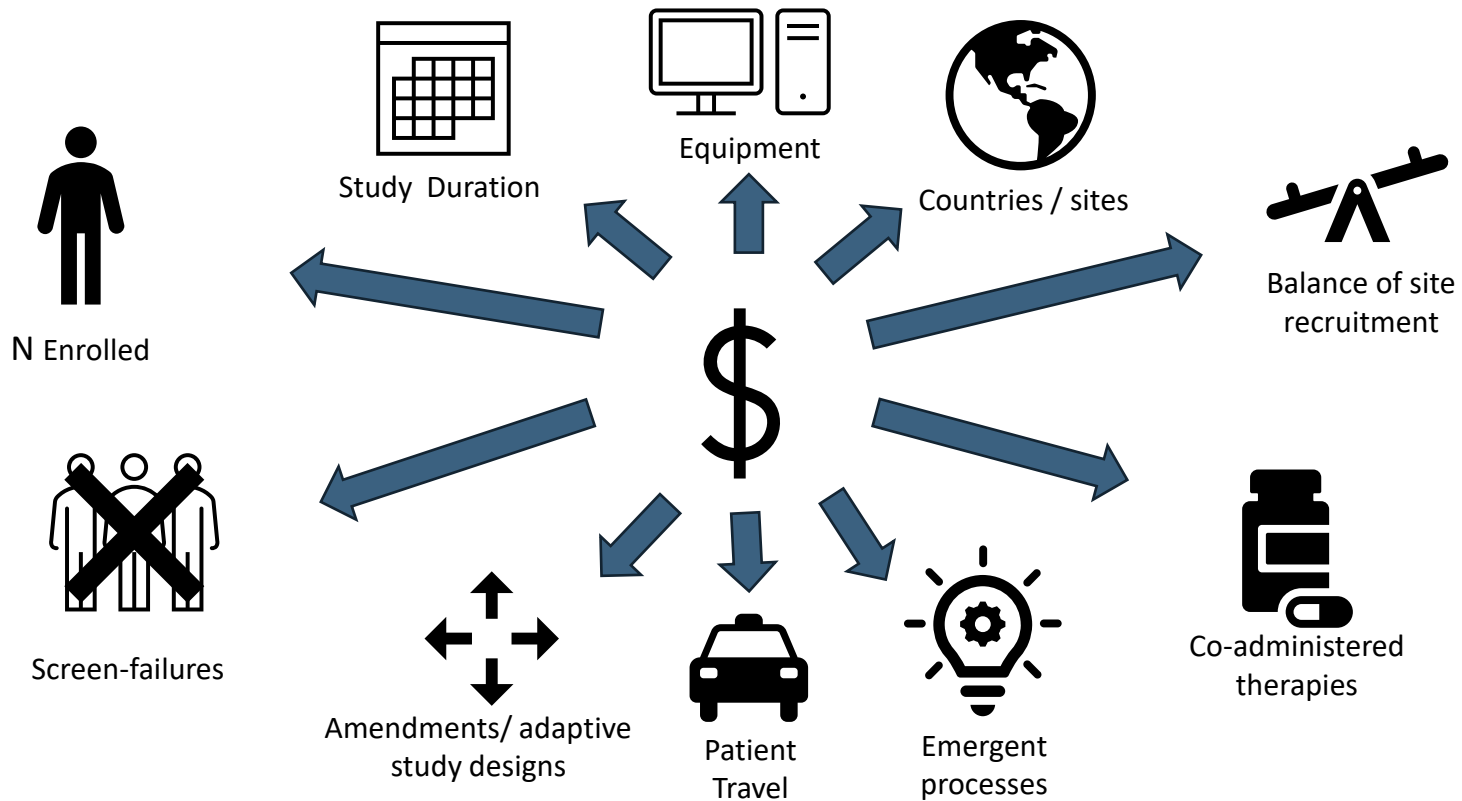 Equipment
Study  Duration
Countries / sites
Balance of site
recruitment
N Enrolled
$
Screen-failures
Co-administered
therapies
Amendments/ adaptive
study designs
Patient
Travel
Emergent
processes